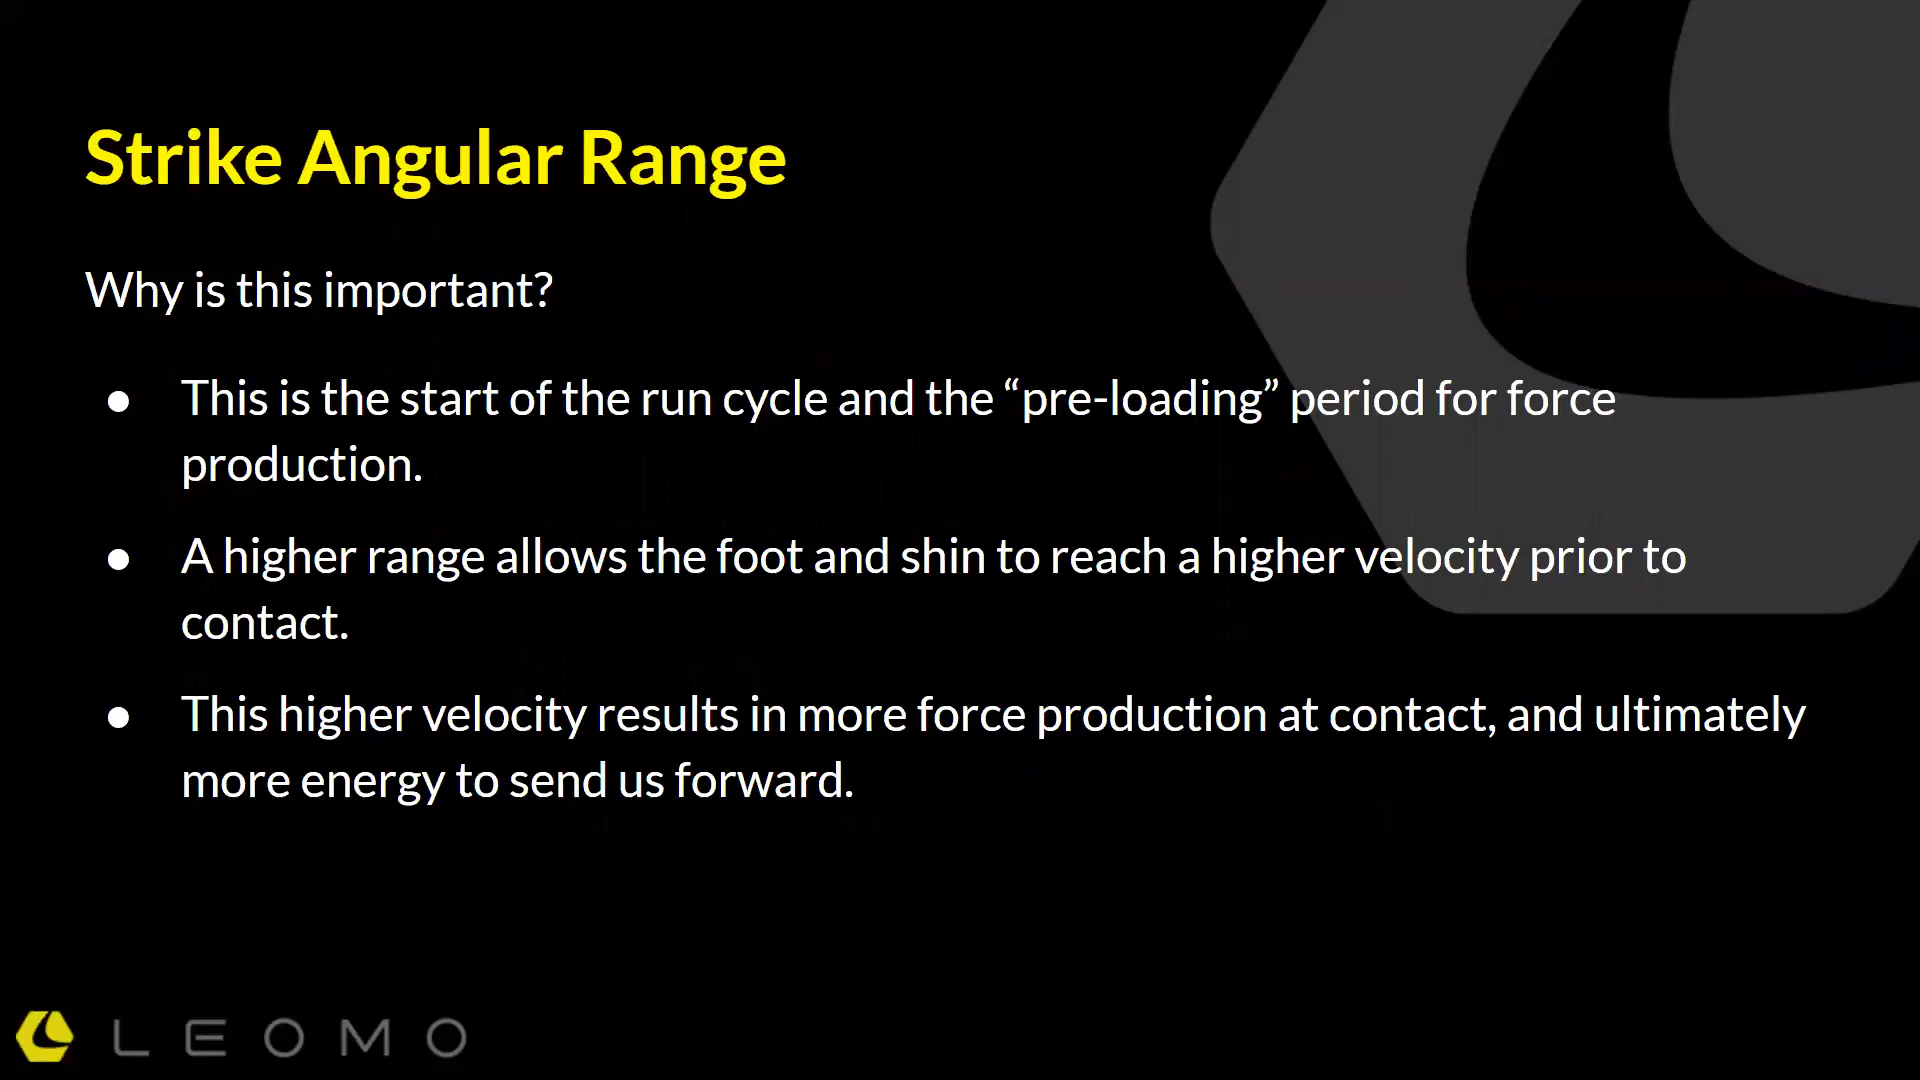 Strike Angular Range
Why is this important?
● This is the start of the run cycle and the “pre-loading” period for force
production.
● A higher range allows the foot and shin to reach a higher velocity prior to
contact.
● This higher velocity results in more force production at contact, and ultimately
more energy to send us forward.
LEOMO